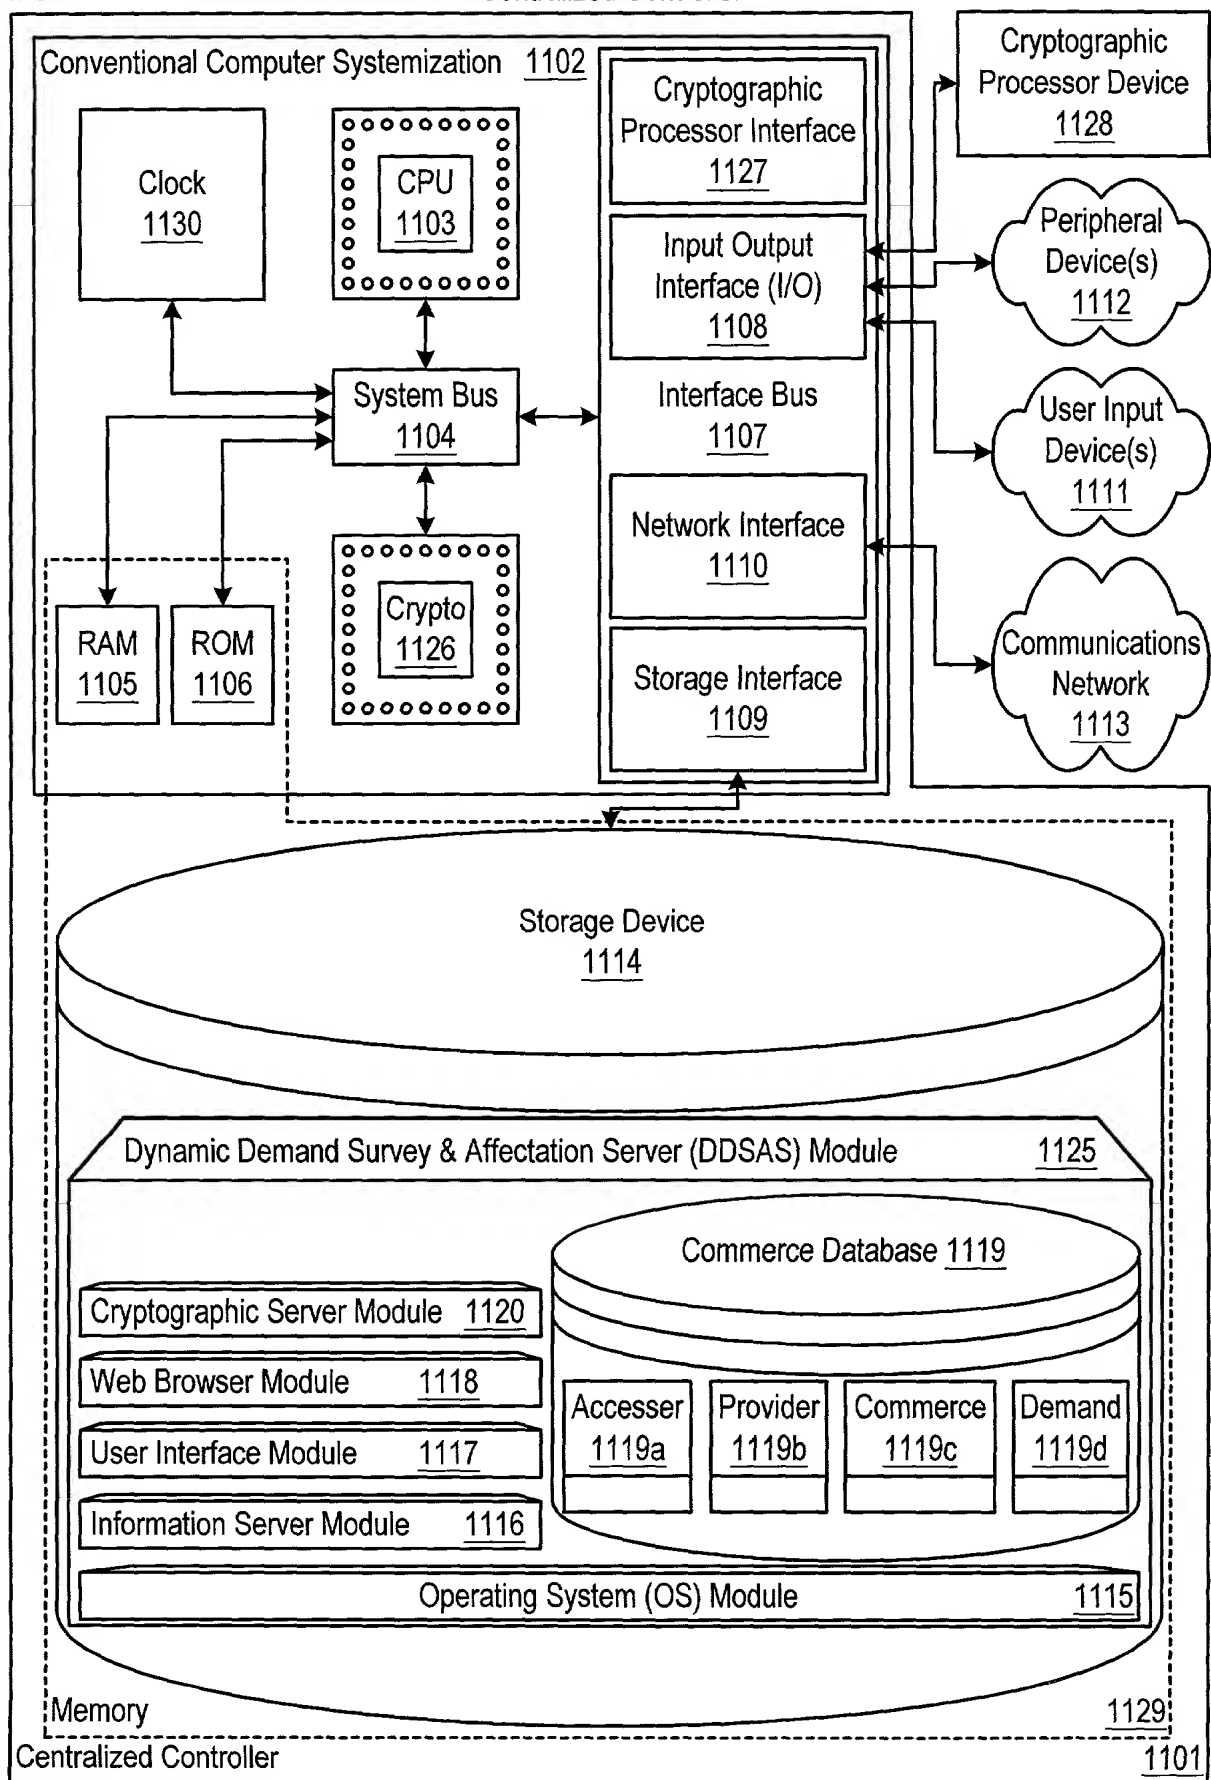 Conventional Computer Systemization 1102
Clock
1130
CPU
1103
System Bus
1104
Crypto
1126
RAM
1105
ROM
1106
Cryptographic
Processor Interface
1127
Input Output
Interface (I/O)
1108
Interface Bus
1107
Network Interface
1110
Storage Interface
1109
Cryptographic
Processor Device
1128
Peripheral
Device(s)
1112
User Input
Device(s)
1111
Communications
Network
1113
Storage Device
1114
Dynamic Demand Survey & Affectation Server (DDSAS) Module 1125
Commerce Database 1119
Cryptographic Server Module 1120
Web Browser Module 1118
User Interface Module 1117
Information Server Module 1116
Accesser
1119a
Provider
1119b
Commerce
1119c
Demand
1119d
Operating System (OS) Module 1115
Memory 1129
Centralized Controller 1101